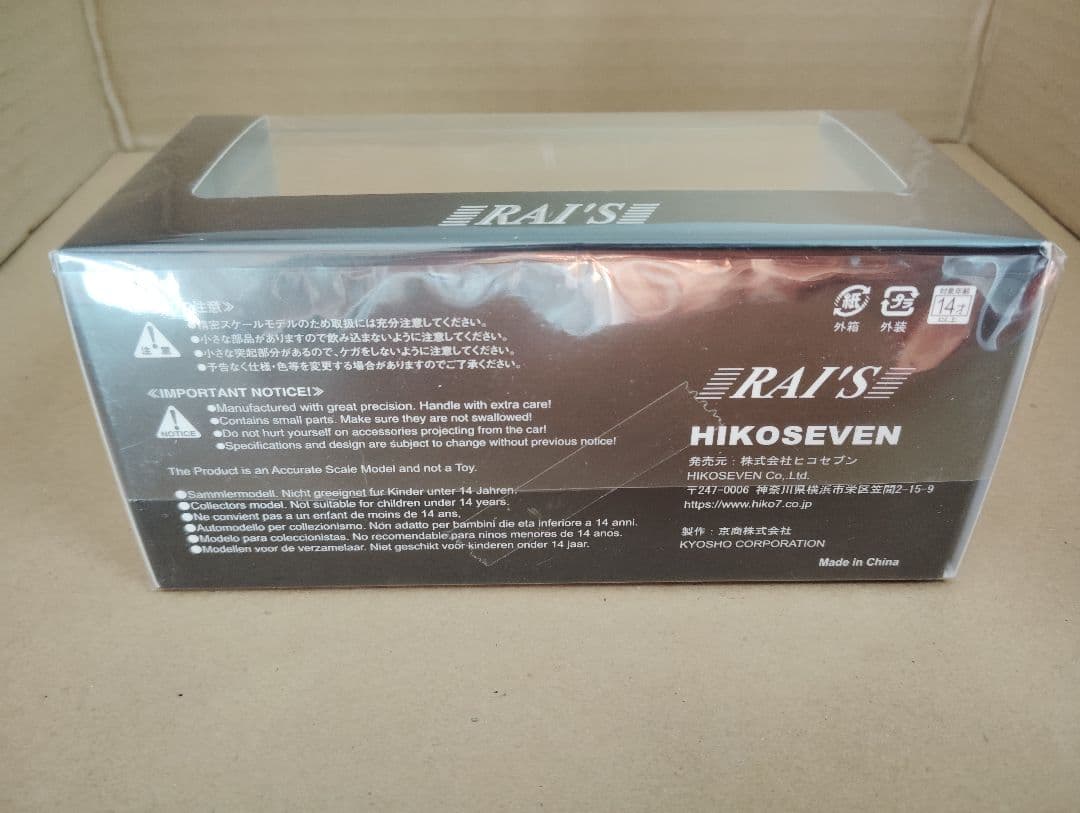 RAI'S
注意≫
●精密スケールモデルのため取扱には充分注意してください。
●小さな部品がありますので飲み込まないように注意してください。
●小さな突起部分があるので、ケガをしないように注意してください。
●予告なく仕様・色等を変更する場合がありますのでご了承ください。
注意
≪IMPORTANT NOTICE!≫
●Manufactured with great precision. Handle with extra care!
●Contains small parts. Make sure they are not swallowed!
●Do not hurt yourself on accessories projecting from the car!
●Specifications and design are subject to change without previous notice!
NOTICE
The Product is an Accurate Scale Model and not a Toy.
●Sammlermodell. Nicht geeignet fur Kinder unter 14 Jahren.
●Collectors model. Not suitable for children under 14 years.
●Ne convient pas a un enfant de moins de 14 ans.
●Automodello per collezionismo. Non adatto per bambini die eta inferiore a 14 anni.
●Modelo para coleccionistas. No recomendable para ninos menores de 14 anos.
●Modellen voor de verzamelaar. Niet geschikt voor kinderen onder 14 jaar.
紙
外箱
プラ
外装
対象年齢
14才
以上
RAI'S
HIKOSEVEN
発売元：株式会社ヒコセブン
HIKOSEVEN Co,.Ltd.
〒247-0006 神奈川県横浜市栄区笠間2-15-9
https://www.hiko7.co.jp
製作：京商株式会社
KYOSHO CORPORATION
Made in China